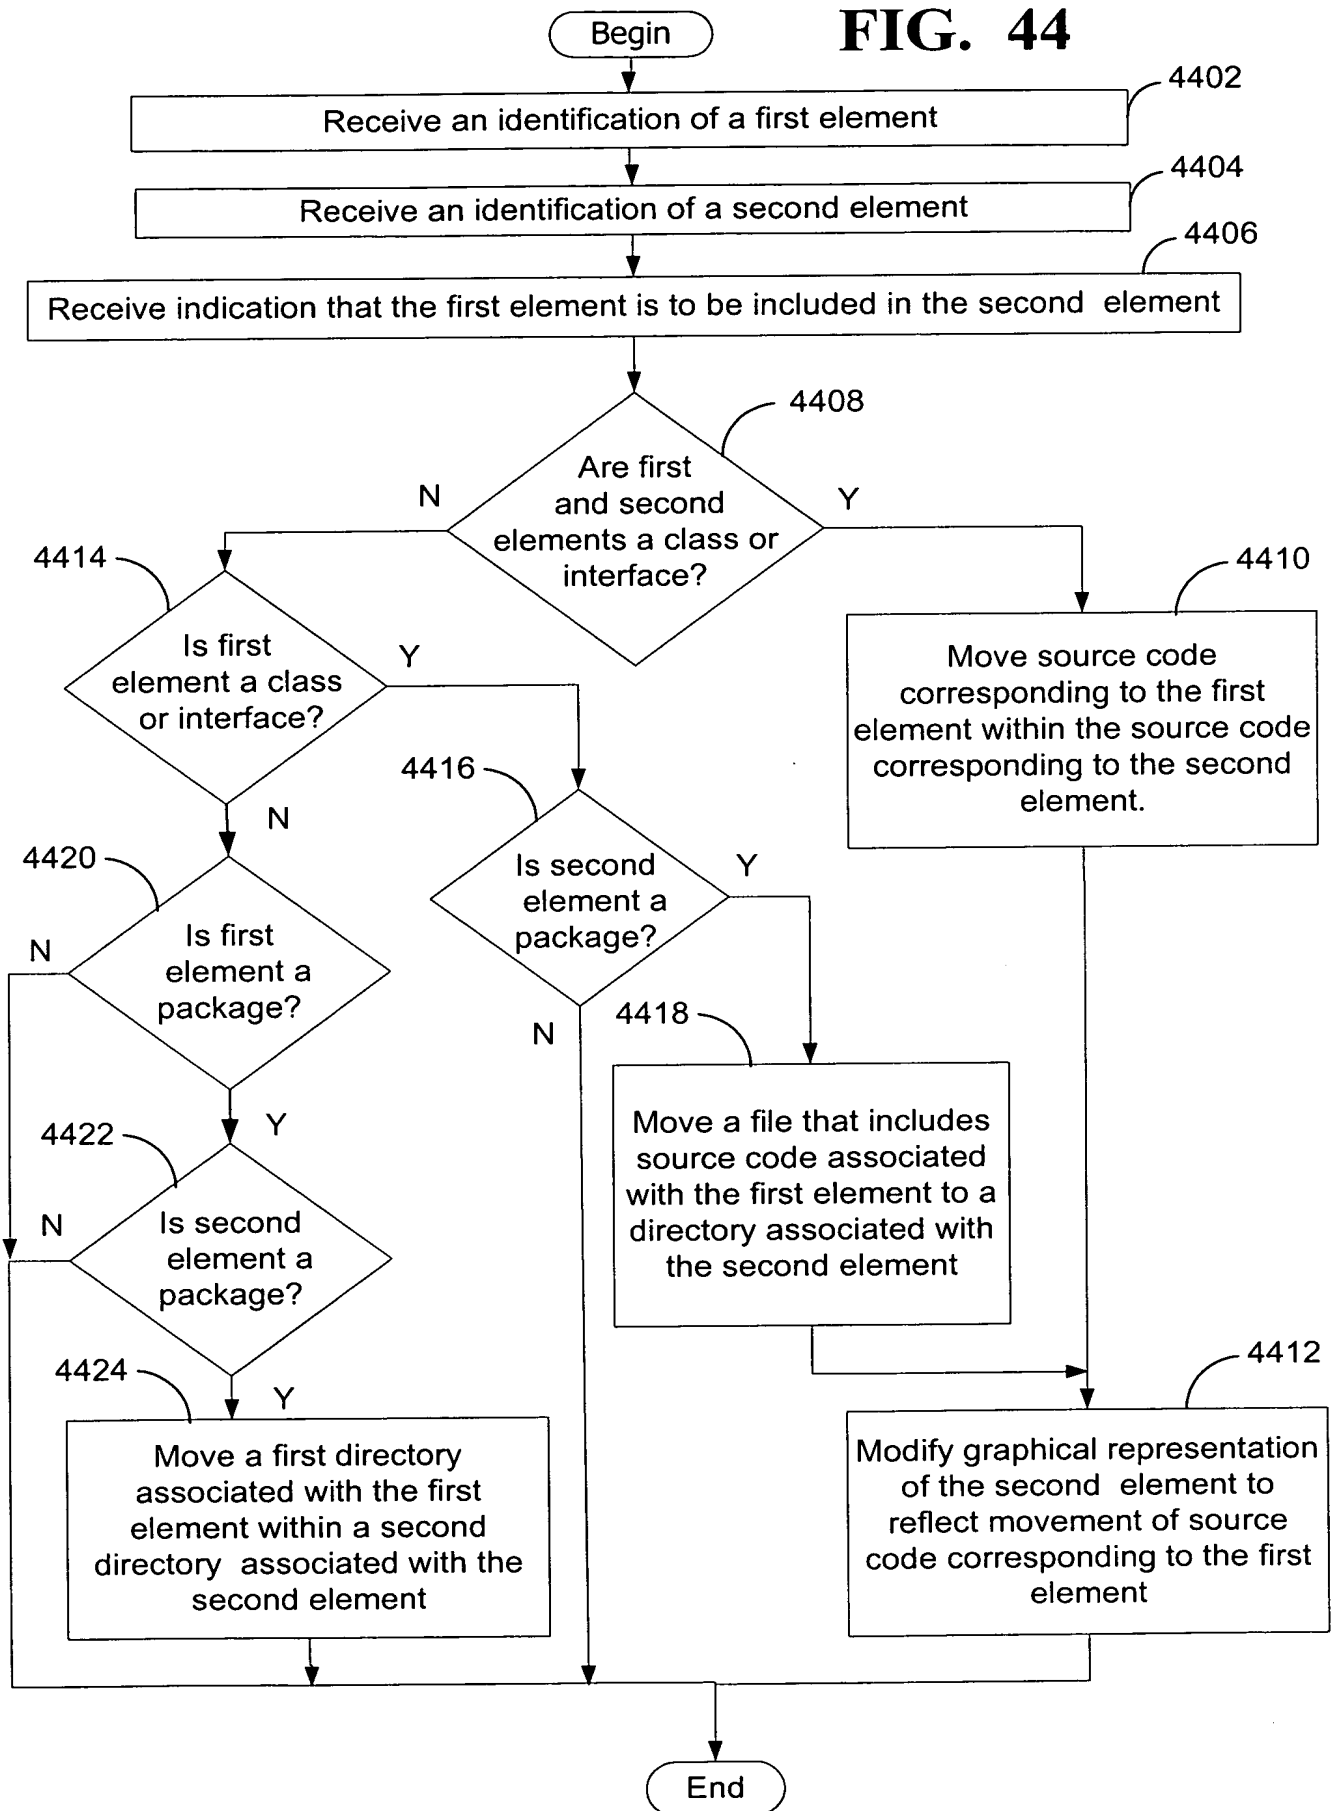 Begin
FIG. 44
4402
Receive an identification of a first element
4404
Receive an identification of a second element
4406
Receive indication that the first element is to be included in the second element
4408
Are first
and second
elements a class or
interface?
N
Y
4414
Is first
element a class
or interface?
Y
N
4410
Move source code
corresponding to the first
element within the source code
corresponding to the second
element.
4416
Is second
element a
package?
Y
N
4420
Is first
element a
package?
N
Y
4418
Move a file that includes
source code associated
with the first element to a
directory associated with
the second element
4422
Is second
element a
package?
N
Y
4424
Move a first directory
associated with the first
element within a second
directory associated with the
second element
4412
Modify graphical representation
of the second element to
reflect movement of source
code corresponding to the first
element
End